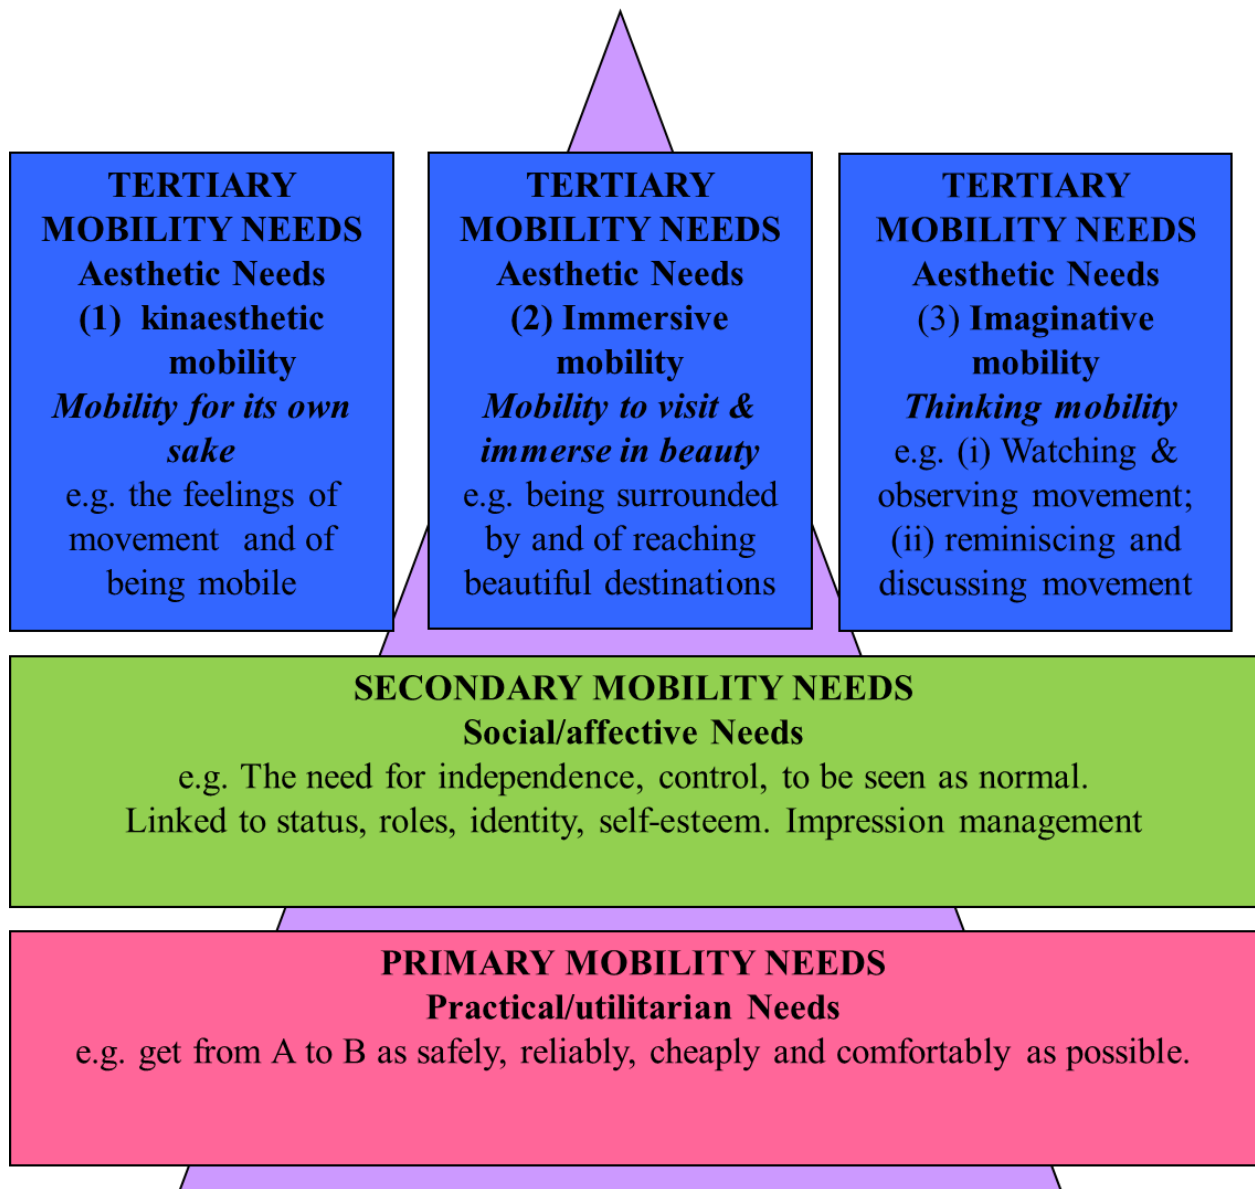 TERTIARY
MOBILITY NEEDS
Aesthetic Needs
(1) kinaesthetic
mobility
Mobility for its own
sake
e.g. the feelings of
movement and of
being mobile
TERTIARY
MOBILITY NEEDS
Aesthetic Needs
(2) Immersive
mobility
Mobility to visit &
immerse in beauty
e.g. being surrounded
by and of reaching
beautiful destinations
TERTIARY
MOBILITY NEEDS
Aesthetic Needs
(3) Imaginative
mobility
Thinking mobility
e.g. (i) Watching &
observing movement;
(ii) reminiscing and
discussing movement
SECONDARY MOBILITY NEEDS
Social/affective Needs
e.g. The need for independence, control, to be seen as normal.
Linked to status, roles, identity, self-esteem. Impression management
PRIMARY MOBILITY NEEDS
Practical/utilitarian Needs
e.g. get from A to B as safely, reliably, cheaply and comfortably as possible.